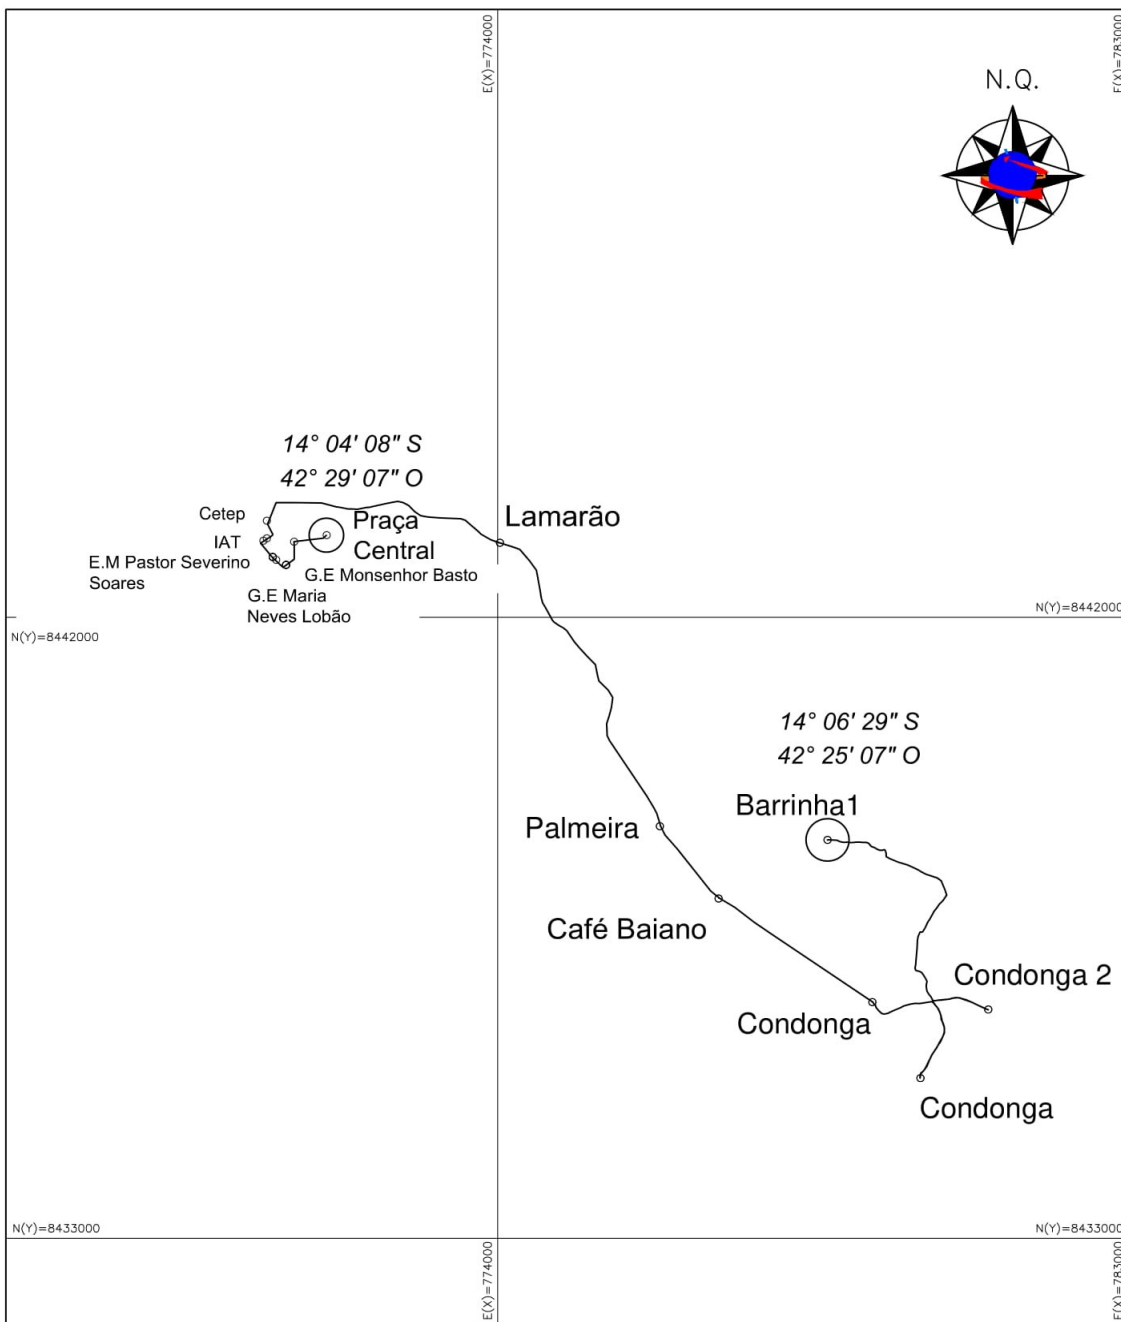 E(X)=774000
E(X)=783000
N.Q.
14° 04' 08" S
42° 29' 07" O
Cetep
Praça
Central
Lamarão
IAT
E.M Pastor Severino
Soares
G.E Monsenhor Basto
G.E Maria
Neves Lobão
N(Y)=8442000
N(Y)=8442000
14° 06' 29" S
42° 25' 07" O
Barrinha1
Palmeira
Café Baiano
Condonga 2
Condonga
Condonga
N(Y)=8433000
N(Y)=8433000
E(X)=774000
E(X)=783000